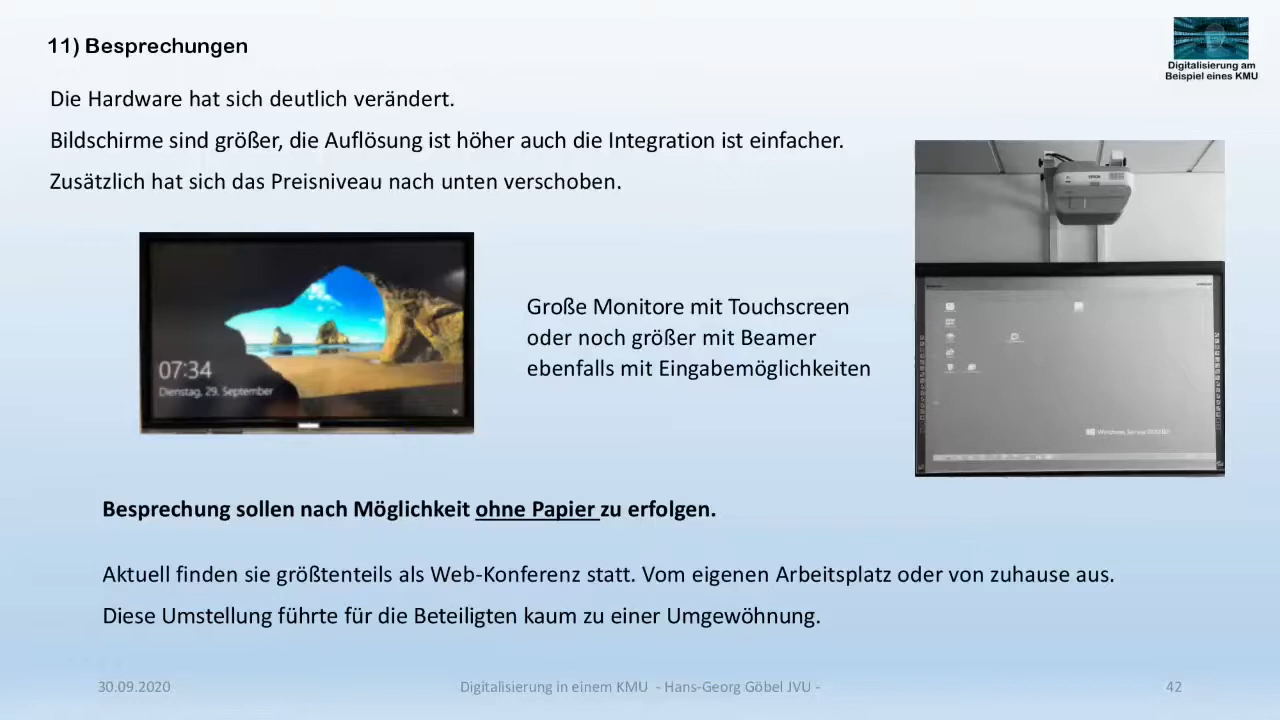 11) Besprechungen
Digitalisierung am
Beispiel eines KMU
Die Hardware hat sich deutlich verändert.
Bildschirme sind größer, die Auflösung ist höher auch die Integration ist einfacher.
Zusätzlich hat sich das Preisniveau nach unten verschoben.
EPSON
07:34
Dienstag, 29. September
Große Monitore mit Touchscreen
oder noch größer mit Beamer
ebenfalls mit Eingabemöglichkeiten
Windows Server
Besprechung sollen nach Möglichkeit ohne Papier zu erfolgen.
Aktuell finden sie größtenteils als Web-Konferenz statt. Vom eigenen Arbeitsplatz oder von zuhause aus.
Diese Umstellung führte für die Beteiligten kaum zu einer Umgewöhnung.
30.09.2020
Digitalisierung in einem KMU - Hans-Georg Göbel JVU -
42